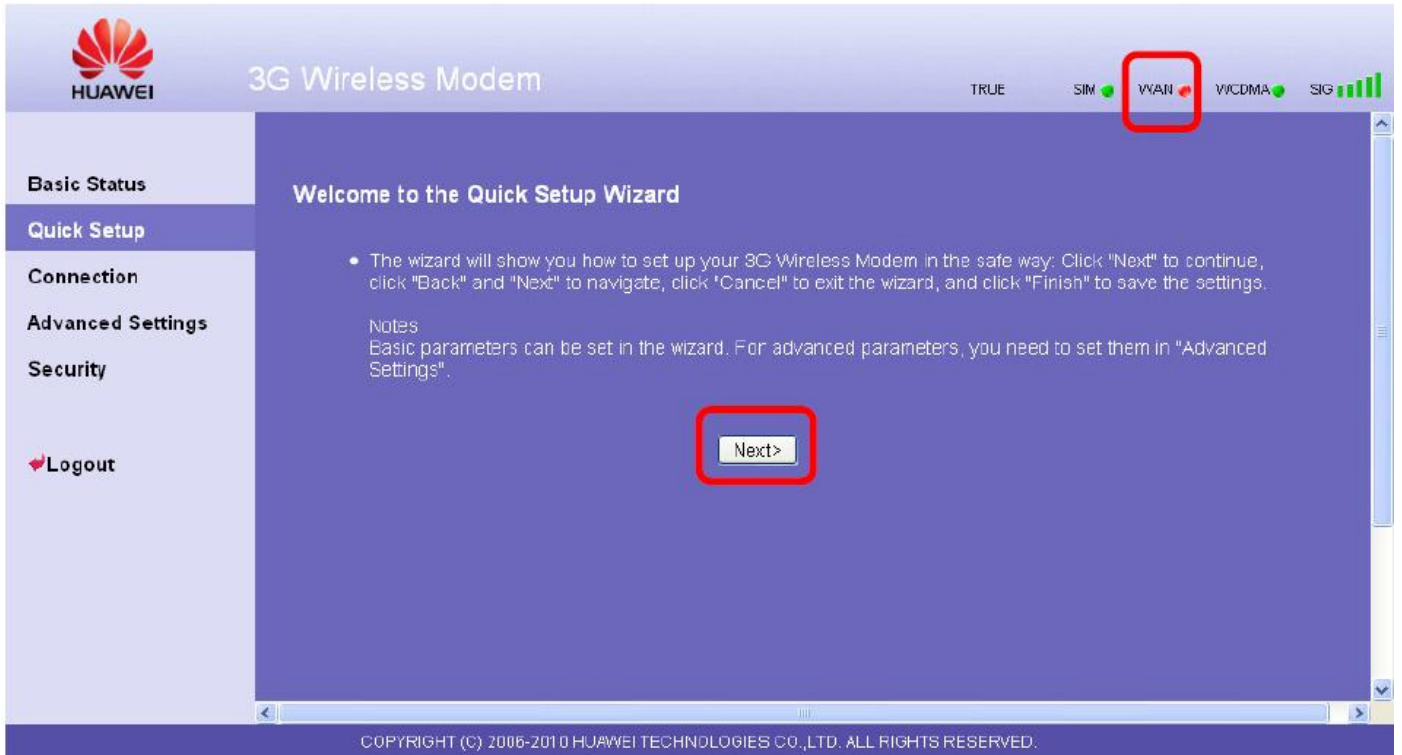 HUAWEI
3G Wireless Modem
TRUE SIM WAN WCDMA SIG
Basic Status
Quick Setup
Connection
Advanced Settings
Security
Logout
Welcome to the Quick Setup Wizard
The wizard will show you how to set up your 3G Wireless Modem in the safe way: Click "Next" to continue,
click "Back" and "Next" to navigate, click "Cancel" to exit the wizard, and click "Finish" to save the settings.
Notes
Basic parameters can be set in the wizard. For advanced parameters, you need to set them in "Advanced
Settings".
Next>
COPYRIGHT (C) 2006-2010 HUAWEI TECHNOLOGIES CO.,LTD. ALL RIGHTS RESERVED.